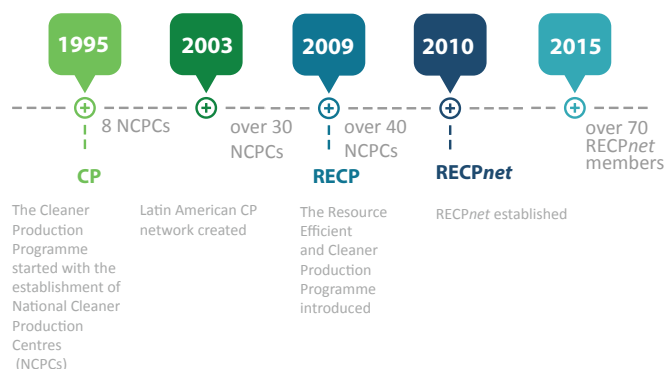 1995
2003
2009
2010
2015
8 NCPCs
over 30
NCPCs
over 40
NCPCs
over 70
RECPnet
members
CP
RECP
RECPnet
The Cleaner
Production
Programme
started with the
establishment of
National Cleaner
Production
Centres
(NCPCs)
Latin American CP
network created
The Resource
Efficient
and Cleaner
Production
Programme
introduced
RECPnet established